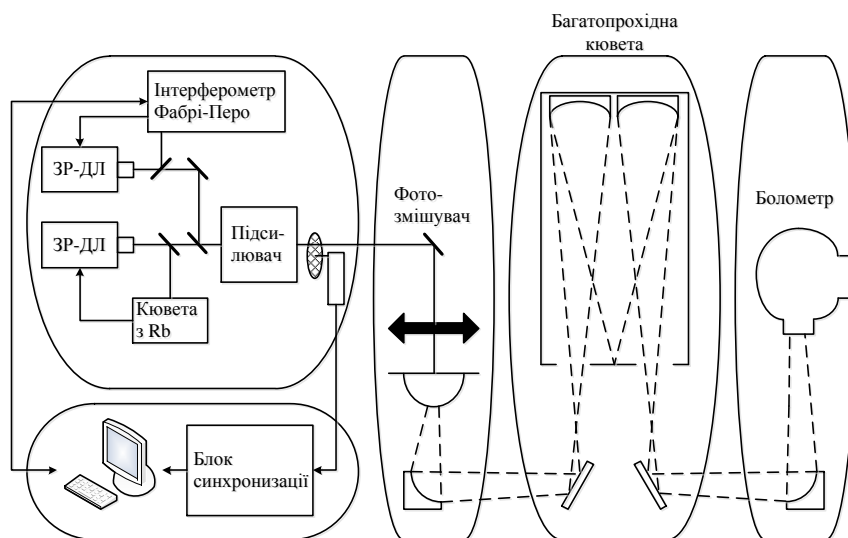 Багатопрохідна
кювета
Інтерферометр
Фабрі-Перо
ЗР-ДЛ
Фото-
змішувач
Болометр
ЗР-ДЛ
Підси-
лювач
Кювета
з Rb
Блок
синхронизації